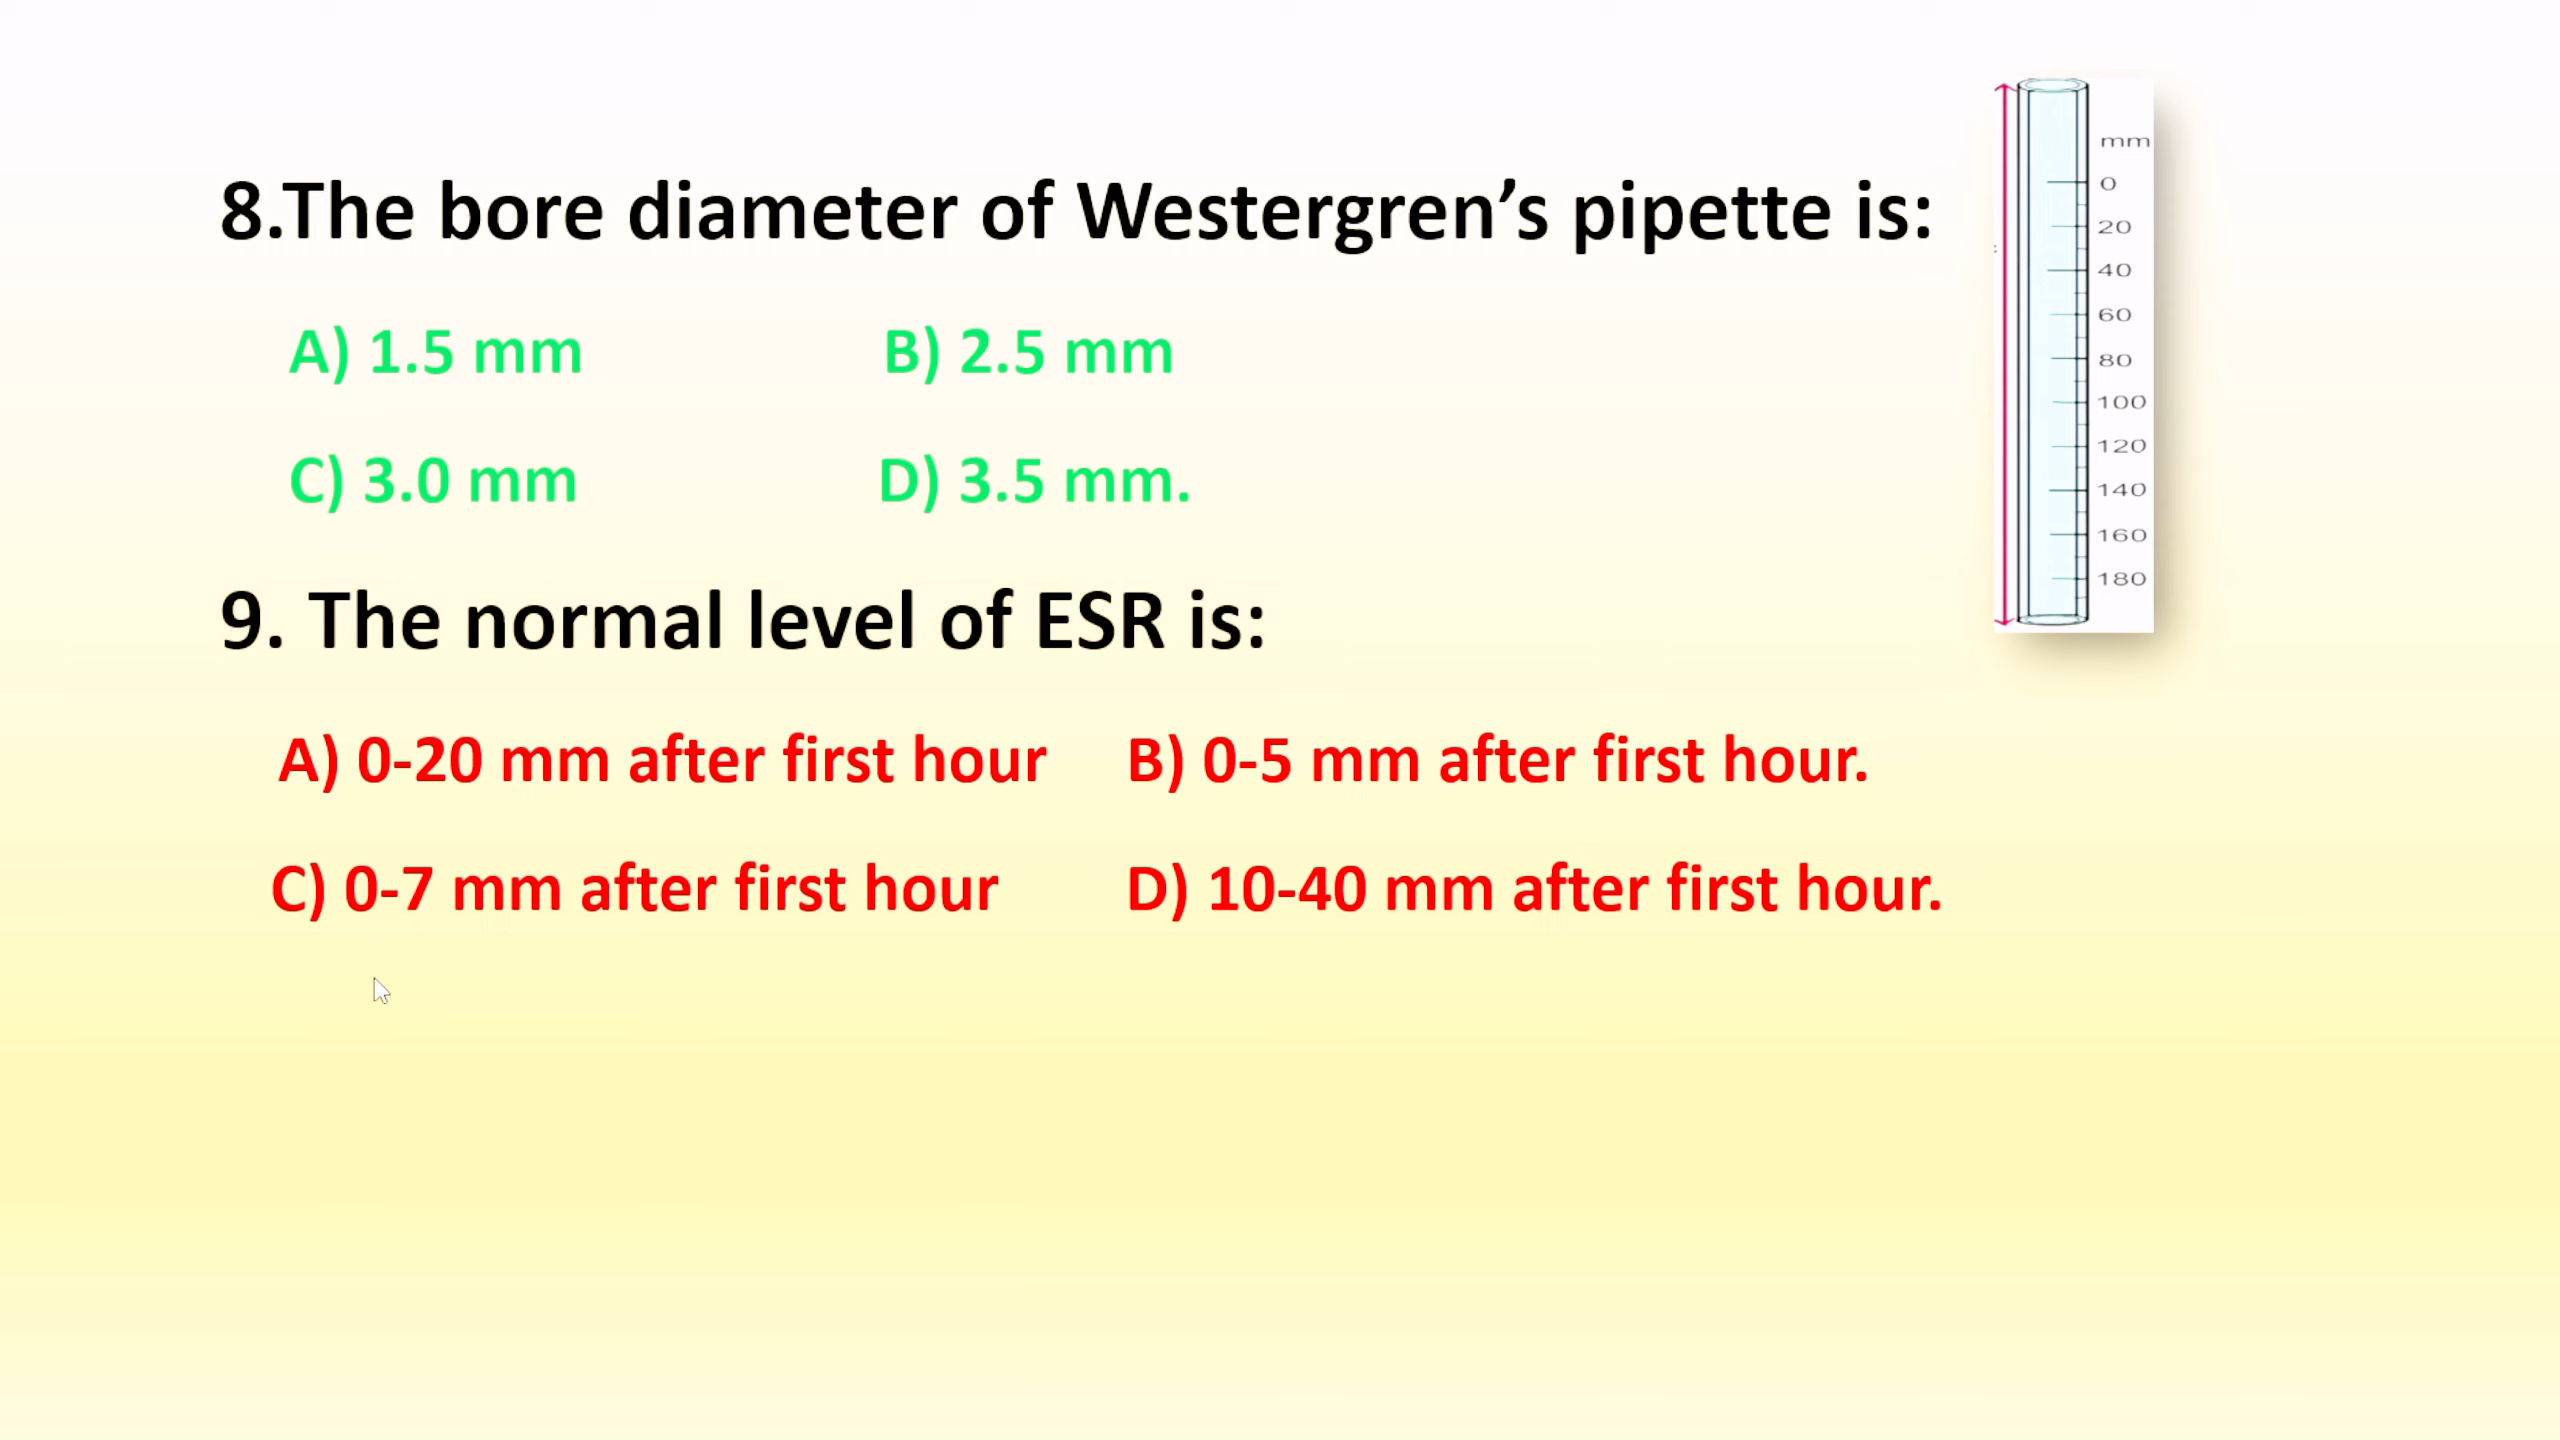 8.The bore diameter of Westergren’s pipette is:
A) 1.5 mm B) 2.5 mm
C) 3.0 mm D) 3.5 mm.
9. The normal level of ESR is:
A) 0-20 mm after first hour B) 0-5 mm after first hour.
C) 0-7 mm after first hour D) 10-40 mm after first hour.
mm
0
20
40
60
80
100
120
140
160
180